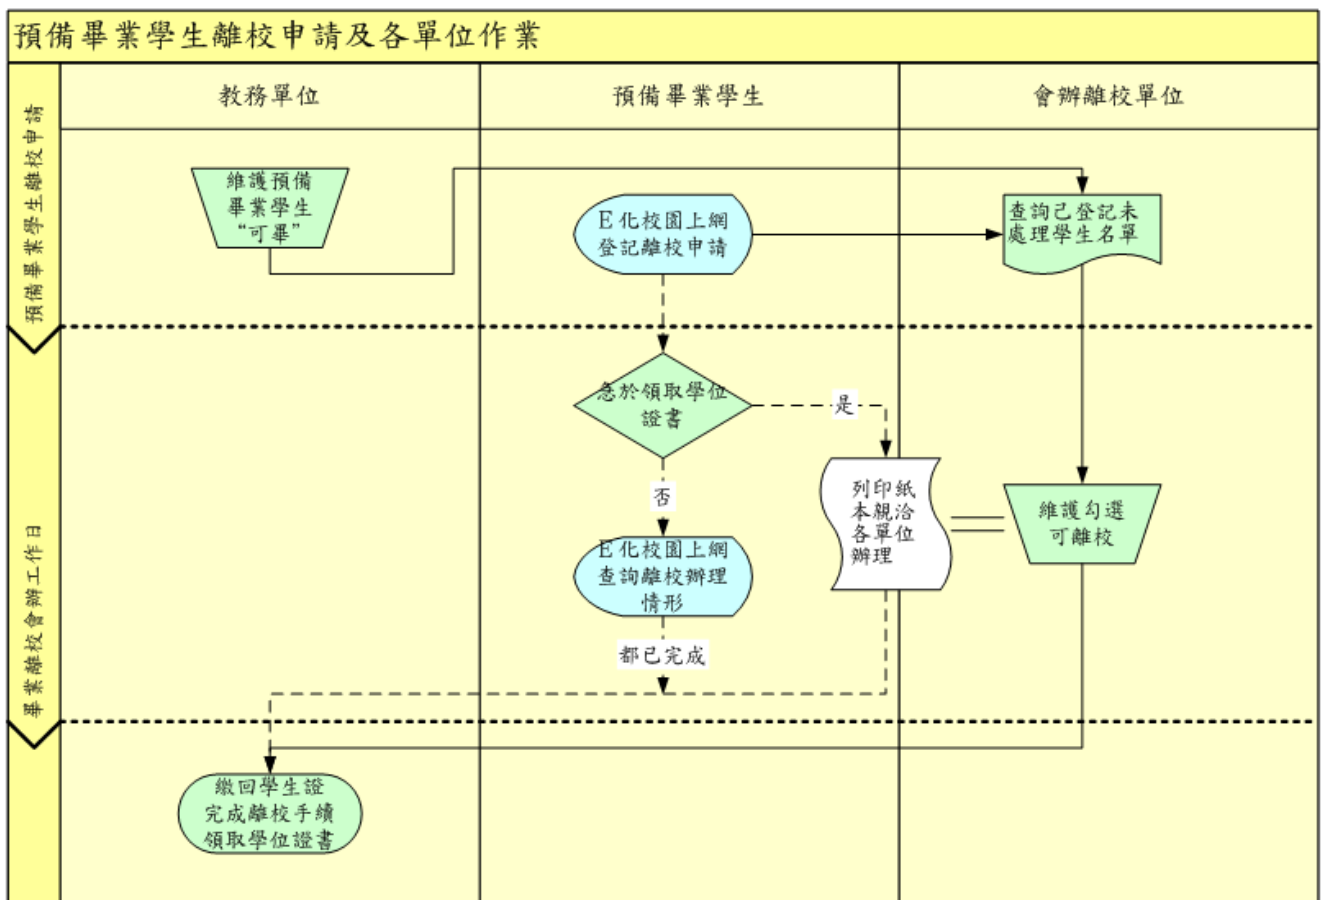 預備畢業學生離校申請及各單位作業
教務單位
預備畢業學生
會辦離校單位
預備畢業學生離校申請
維護預備
畢業學生
“可畢”
E化校園上網
登記離校申請
查詢己登記未
處理學生名單
畢業離校會辦工作日
急於領取學位
證書
是
否
列印紙
本親洽
各單位
辦理
維護勾選
可離校
E化校園上網
查詢離校辦理
情形
都已完成
繳回學生證
完成離校手續
領取學位證書